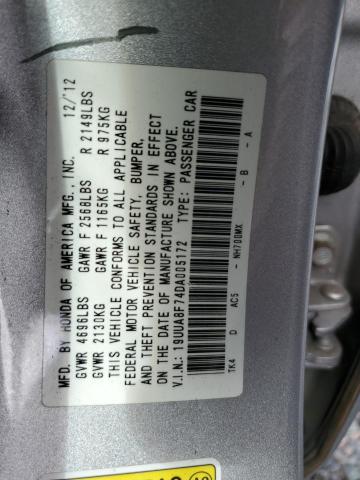 MFD. BY HONDA OF AMERICA MFG., INC. 12/'12
GVWR 4696LBS GAWR F 2566LBS R 2149LBS
GVWR 2130KG GAWR F 1165KG R 975KG
THIS VEHICLE CONFORMS TO ALL APPLICABLE
FEDERAL MOTOR VEHICLE SAFETY, BUMPER,
AND THEFT PREVENTION STANDARDS IN EFFECT
ON THE DATE OF MANUFACTURE SHOWN ABOVE.
V.I.N.: 19UUA8F74DA005172 TYPE: PASSENGER CAR
TK4 D AC5 - NH700MX - B - A